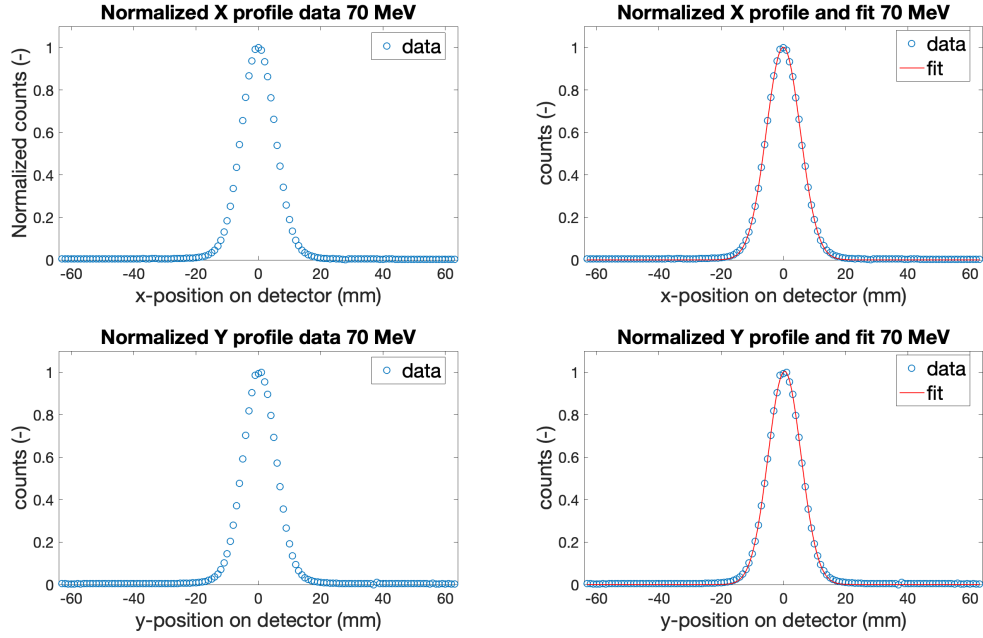 Normalized X profile data 70 MeV
Normalized counts (-)
1
0.8
0.6
0.4
0.2
0
-60 -40 -20 0 20 40 60
x-position on detector (mm)
data
Normalized X profile and fit 70 MeV
counts (-)
1
0.8
0.6
0.4
0.2
0
-60 -40 -20 0 20 40 60
x-position on detector (mm)
data
fit
Normalized Y profile data 70 MeV
counts (-)
1
0.8
0.6
0.4
0.2
0
-60 -40 -20 0 20 40 60
y-position on detector (mm)
data
Normalized Y profile and fit 70 MeV
counts (-)
1
0.8
0.6
0.4
0.2
0
-60 -40 -20 0 20 40 60
y-position on detector (mm)
data
fit